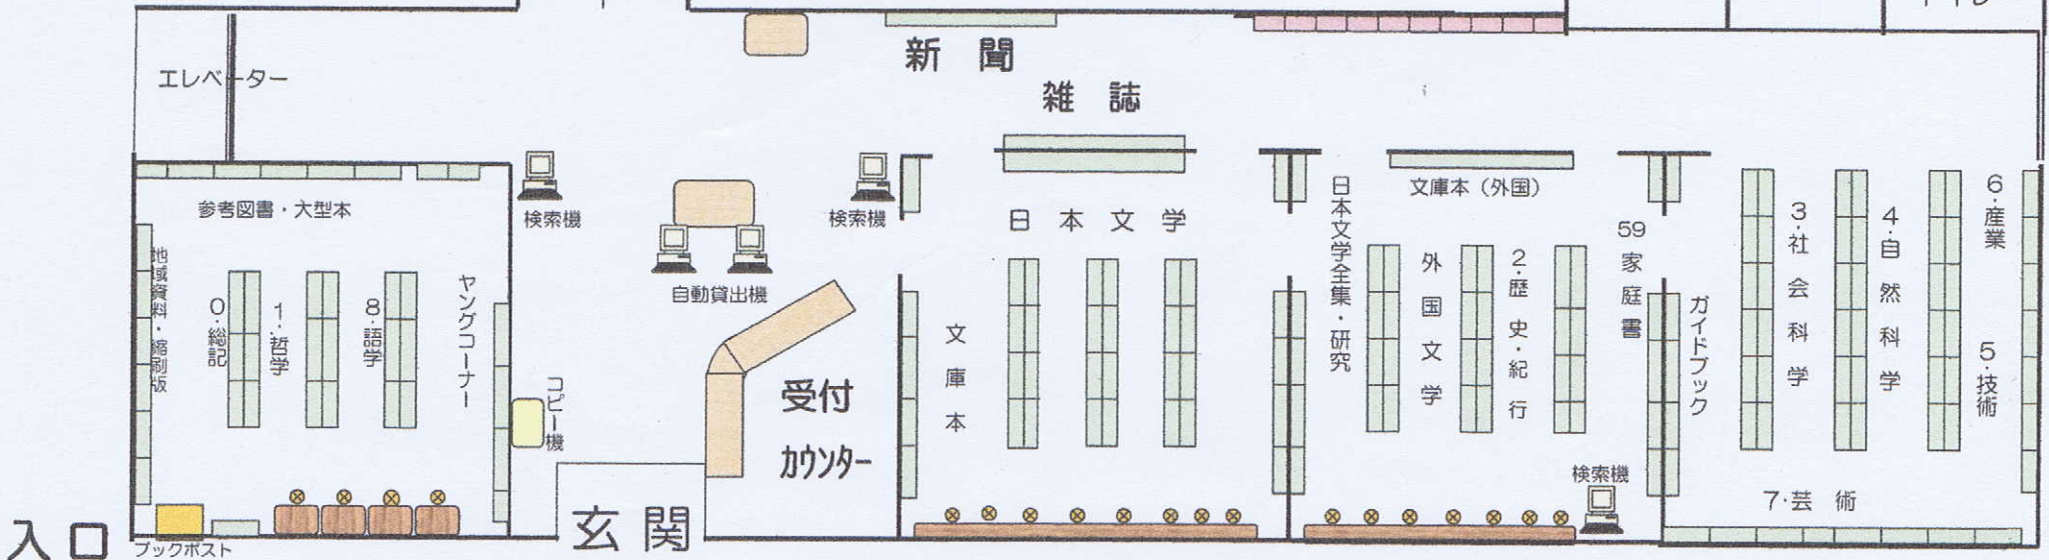 エレベーター
新聞
雑誌
参考図書・大型本
地域資料・縮刷版
0・総記
1・哲学
8・語学
ヤングコーナー
検索機
コピー機
自動貸出機
検索機
受付
カウンター
文庫本
日本文学
日本文学全集・研究
文庫本（外国）
外国文学
2・歴史・紀行
59家庭書
検索機
ガイドブック
3・社会科学
4・自然科学
6・産業
5・技術
7・芸術
入口
ブックポスト
玄関